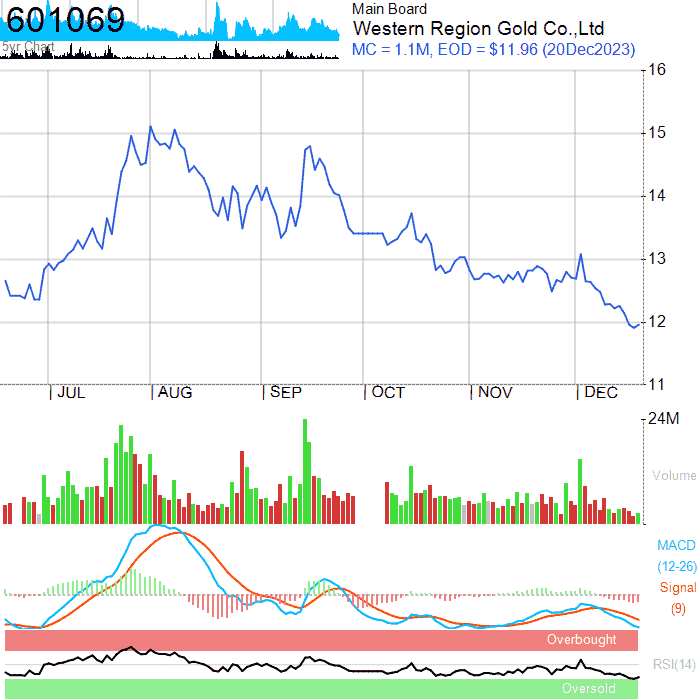 601069
5yr Chart
Main Board
Western Region Gold Co.,Ltd
MC = 1.1M, EOD = $11.96 (20Dec2023)
16
15
14
13
12
11
JUL AUG SEP OCT NOV DEC
24M
Volume
MACD
(12-26)
Signal
(9)
Overbought
RSI(14)
Oversold